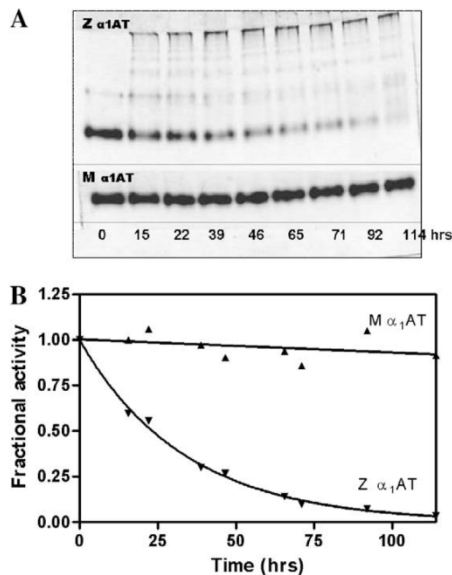 A
Z α1AT
M α1AT
0 15 22 39 46 65 71 92 114 hrs
B
1.25
1.00
0.75
0.50
0.25
0.00
Fractional activity
M α₁AT
Z α₁AT
0 25 50 75 100
Time (hrs)